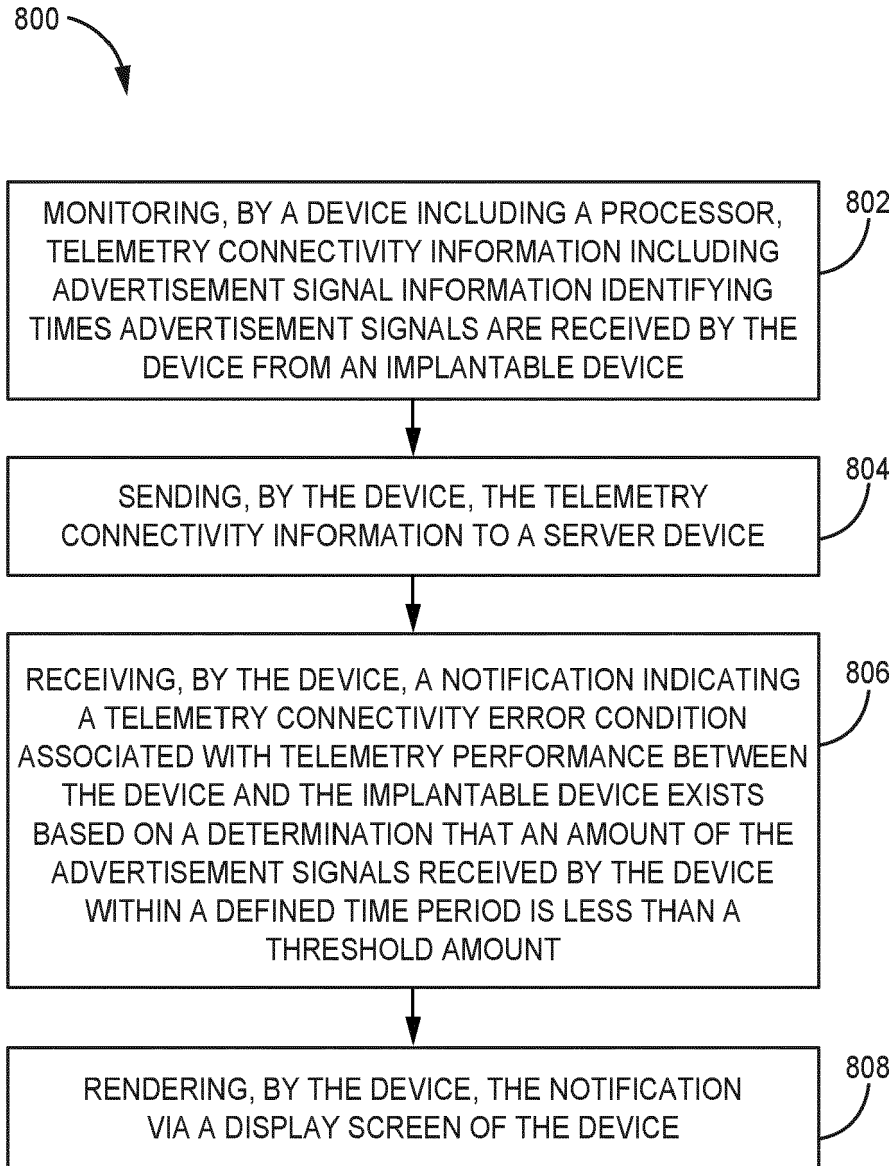 800
MONITORING, BY A DEVICE INCLUDING A PROCESSOR,
TELEMETRY CONNECTIVITY INFORMATION INCLUDING
ADVERTISEMENT SIGNAL INFORMATION IDENTIFYING
TIMES ADVERTISEMENT SIGNALS ARE RECEIVED BY THE
DEVICE FROM AN IMPLANTABLE DEVICE
802
SENDING, BY THE DEVICE, THE TELEMETRY
CONNECTIVITY INFORMATION TO A SERVER DEVICE
804
RECEIVING, BY THE DEVICE, A NOTIFICATION INDICATING
A TELEMETRY CONNECTIVITY ERROR CONDITION
ASSOCIATED WITH TELEMETRY PERFORMANCE BETWEEN
THE DEVICE AND THE IMPLANTABLE DEVICE EXISTS
BASED ON A DETERMINATION THAT AN AMOUNT OF THE
ADVERTISEMENT SIGNALS RECEIVED BY THE DEVICE
WITHIN A DEFINED TIME PERIOD IS LESS THAN A
THRESHOLD AMOUNT
806
RENDERING, BY THE DEVICE, THE NOTIFICATION
VIA A DISPLAY SCREEN OF THE DEVICE
808